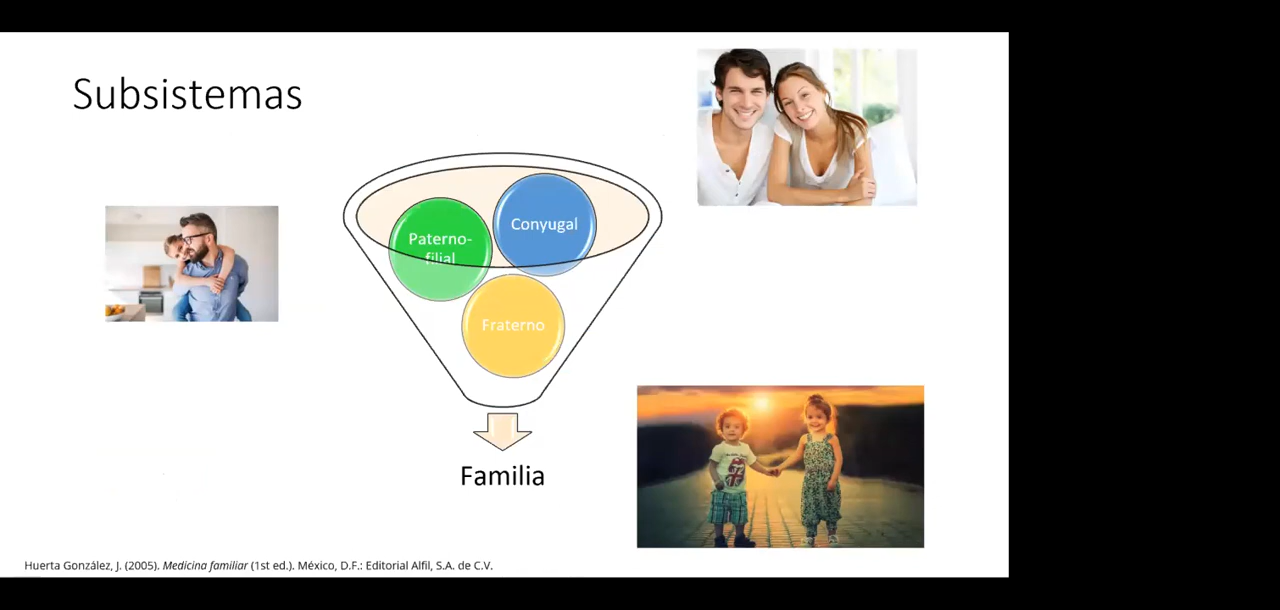 Subsistemas
Conyugal
Paterno-
filial
Fraterno
Familia
Huerta González, J. (2005). Medicina familiar (1st ed.). México, D.F.: Editorial Alfil, S.A. de C.V.